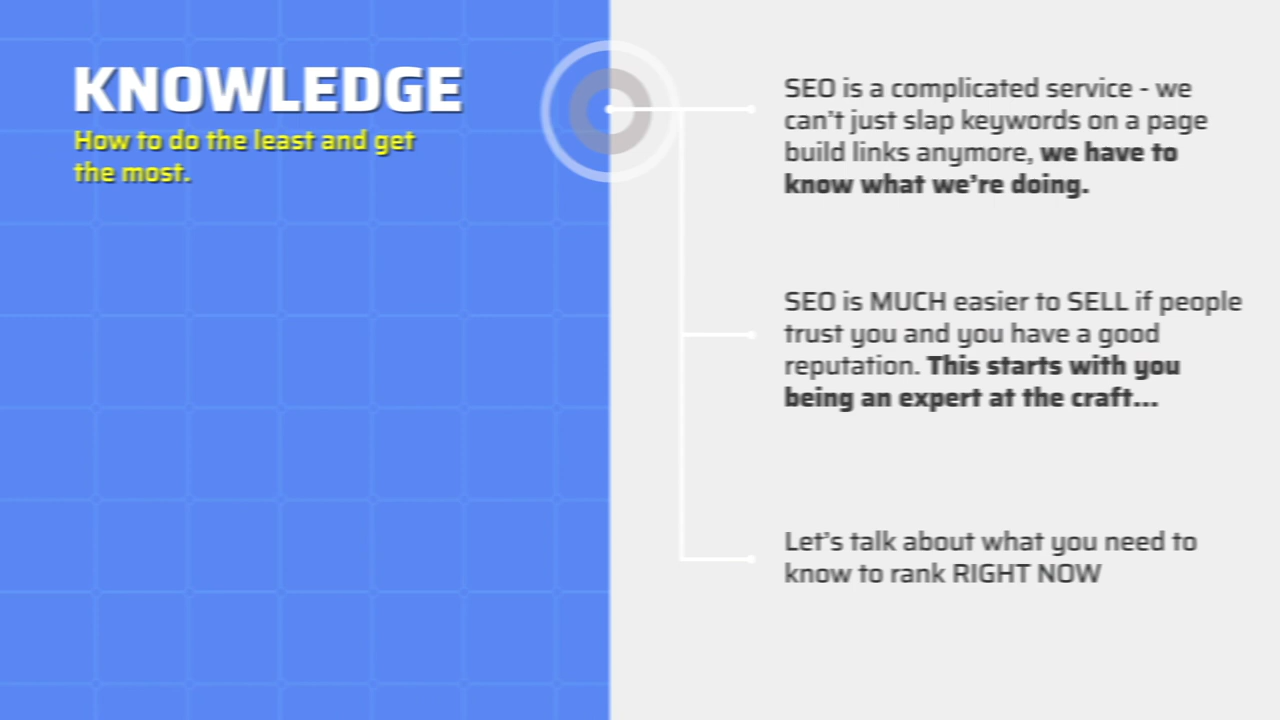 KNOWLEDGE
How to do the least and get
the most.
SEO is a complicated service - we
can't just slap keywords on a page
build links anymore, we have to
know what we're doing.
SEO is MUCH easier to SELL if people
trust you and you have a good
reputation. This starts with you
being an expert at the craft...
Let's talk about what you need to
know to rank RIGHT NOW